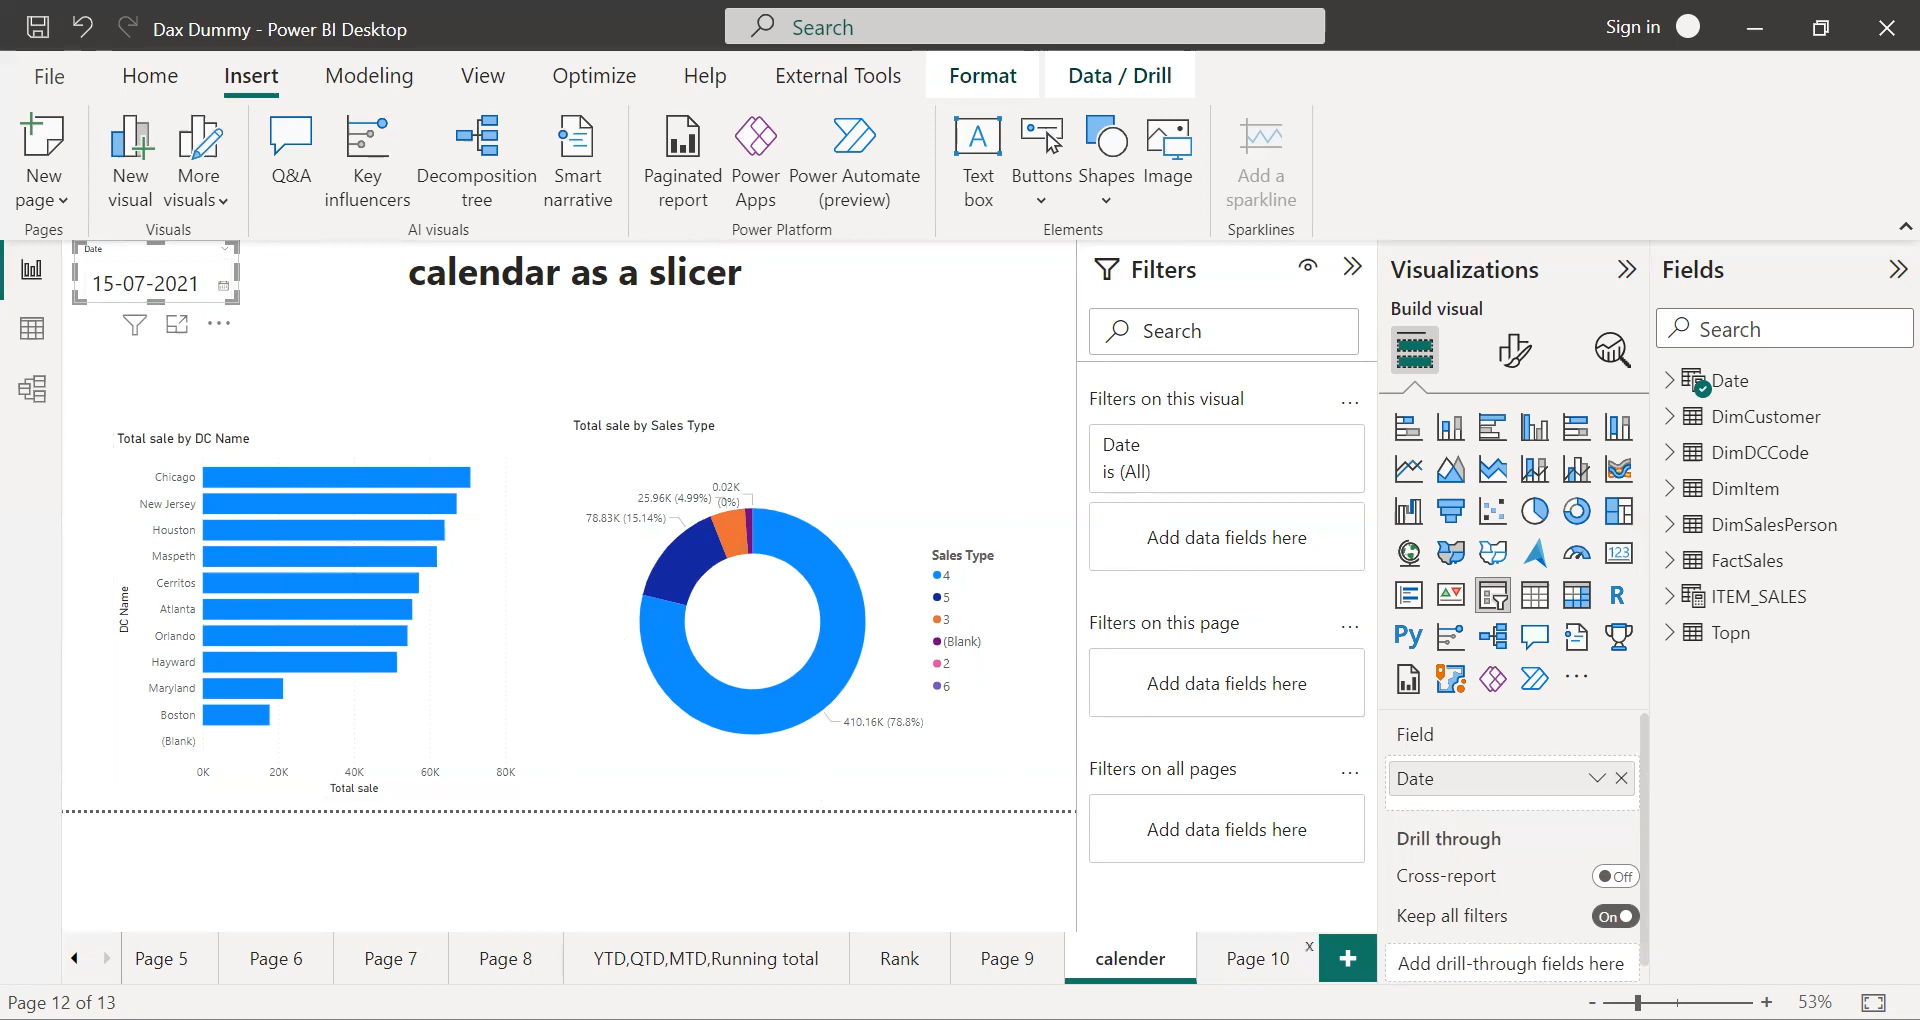 Dax Dummy - Power BI Desktop
Search
Sign in
File
Home
Insert
Modeling
View
Optimize
Help
External Tools
Format
Data / Drill
New
page
New
visual
More
visuals
Q&A
Key
influencers
Decomposition
tree
Smart
narrative
Paginated
report
Power
Apps
Power Automate
(preview)
A
Text
box
Buttons
Shapes
Image
Add a
sparkline
Pages
Visuals
AI visuals
Power Platform
Elements
Sparklines
Date
15-07-2021
calendar as a slicer
Total sale by DC Name
Chicago
New Jersey
Houston
Maspeth
Cerritos
Atlanta
Orlando
Hayward
Maryland
Boston
(Blank)
DC Name
0K
20K
40K
60K
80K
Total sale
Total sale by Sales Type
0.02K
(0%)
25.96K (4.99%)
78.83K (15.14%)
410.16K (78.8%)
Sales Type
4
5
3
(Blank)
2
6
Filters
Search
Filters on this visual
...
Date
is (All)
Add data fields here
Filters on this page
...
Add data fields here
Filters on all pages
...
Add data fields here
Visualizations
Build visual
123
R
Py
...
Field
Date
Drill through
Cross-report
Off
Keep all filters
On
Add drill-through fields here
Fields
Search
Date
DimCustomer
DimDCCode
DimItem
DimSalesPerson
FactSales
ITEM_SALES
Topn
Page 5
Page 6
Page 7
Page 8
YTD,QTD,MTD,Running total
Rank
Page 9
calender
Page 10
x
+
Page 12 of 13
-
+
53%